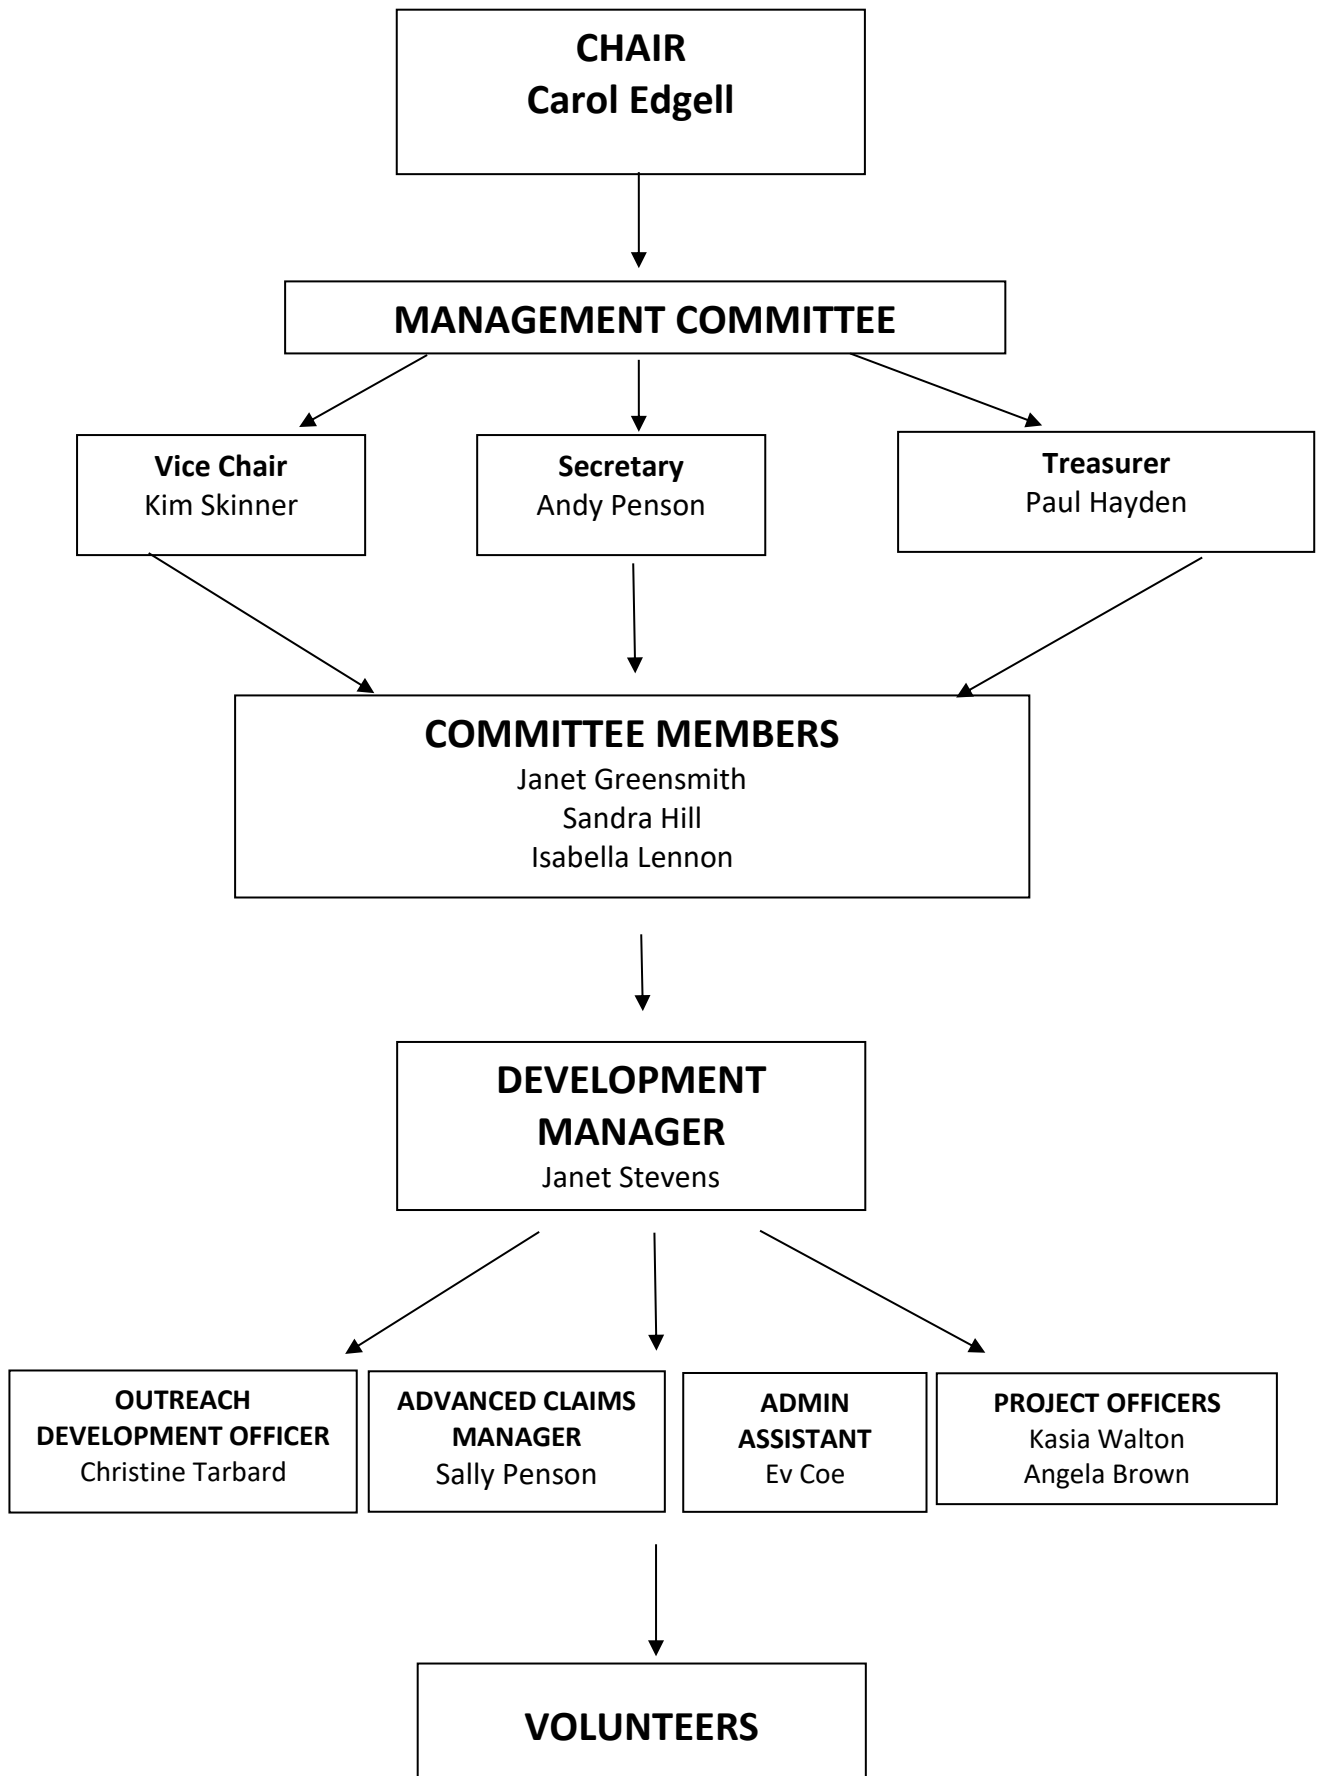 CHAIR
Carol Edgell
MANAGEMENT COMMITTEE
Vice Chair
Kim Skinner
Secretary
Andy Penson
Treasurer
Paul Hayden
COMMITTEE MEMBERS
Janet Greensmith
Sandra Hill
Isabella Lennon
DEVELOPMENT
MANAGER
Janet Stevens
OUTREACH
DEVELOPMENT OFFICER
Christine Tarbard
ADVANCED CLAIMS
MANAGER
Sally Penson
ADMIN
ASSISTANT
Ev Coe
PROJECT OFFICERS
Kasia Walton
Angela Brown
VOLUNTEERS